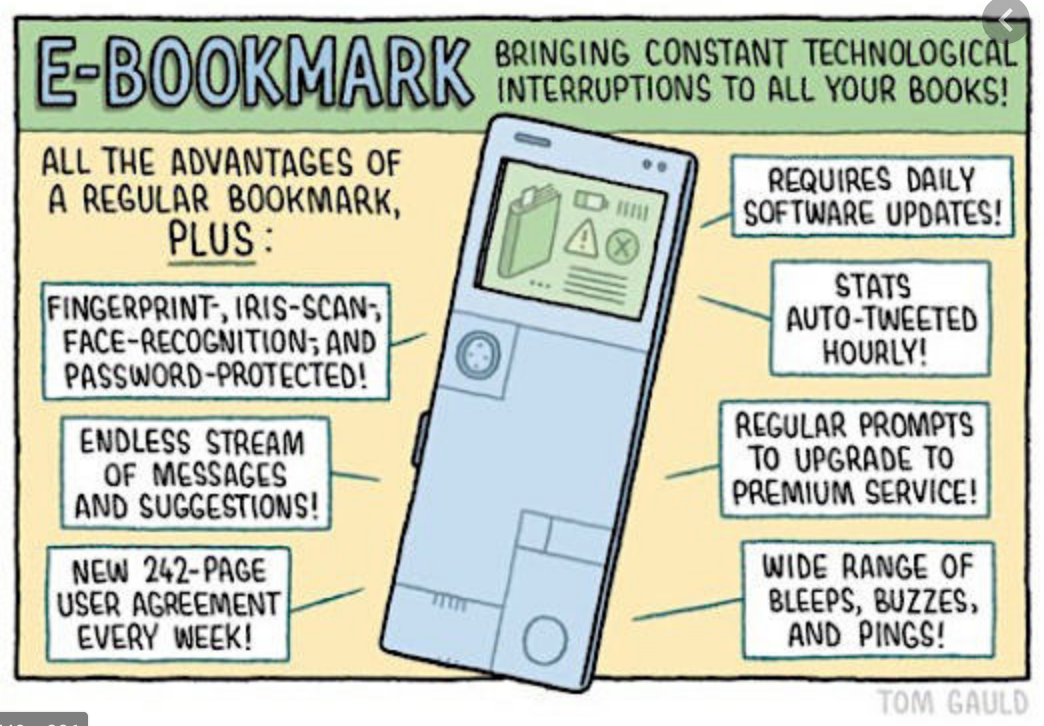 E-BOOKMARK
BRINGING CONSTANT TECHNOLOGICAL
INTERRUPTIONS TO ALL YOUR BOOKS!
ALL THE ADVANTAGES OF
A REGULAR BOOKMARK,
PLUS:
FINGERPRINT-, IRIS-SCAN-,
FACE-RECOGNITION-, AND
PASSWORD-PROTECTED!
ENDLESS STREAM
OF MESSAGES
AND SUGGESTIONS!
NEW 242-PAGE
USER AGREEMENT
EVERY WEEK!
REQUIRES DAILY
SOFTWARE UPDATES!
STATS
AUTO-TWEETED
HOURLY!
REGULAR PROMPTS
TO UPGRADE TO
PREMIUM SERVICE!
WIDE RANGE OF
BLEEPS, BUZZES,
AND PINGS!
TOM GAULD